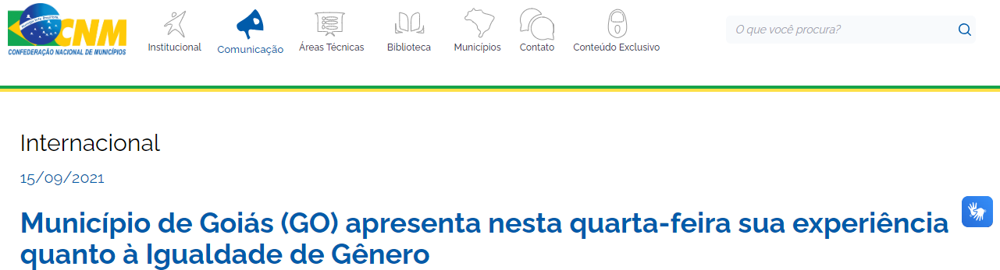 CNM
CONFEDERAÇÃO NACIONAL DE MUNICÍPIOS
Institucional
Comunicação
Áreas Técnicas
Biblioteca
Municípios
Contato
Conteúdo Exclusivo
O que você procura?
Internacional
15/09/2021
Município de Goiás (GO) apresenta nesta quarta-feira sua experiência
quanto à Igualdade de Gênero